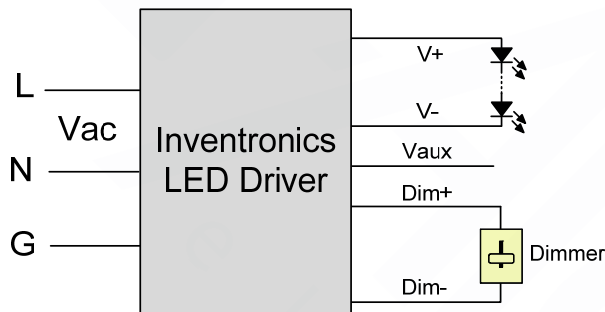 L
Vac
N
G
Inventronics
LED Driver
V+
V-
Vaux
Dim+
Dimmer
Dim-